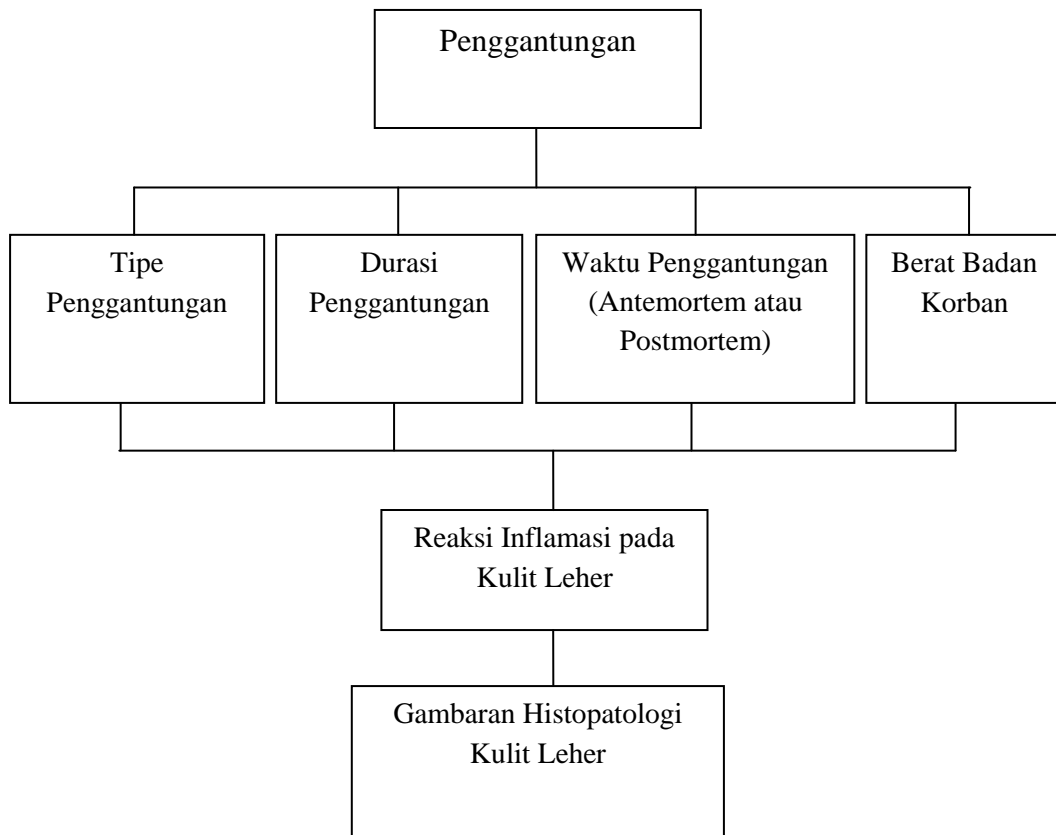 Penggantungan
Tipe
Penggantungan
Durasi
Penggantungan
Waktu Penggantungan
(Antemortem atau
Postmortem)
Berat Badan
Korban
Reaksi Inflamasi pada
Kulit Leher
Gambaran Histopatologi
Kulit Leher